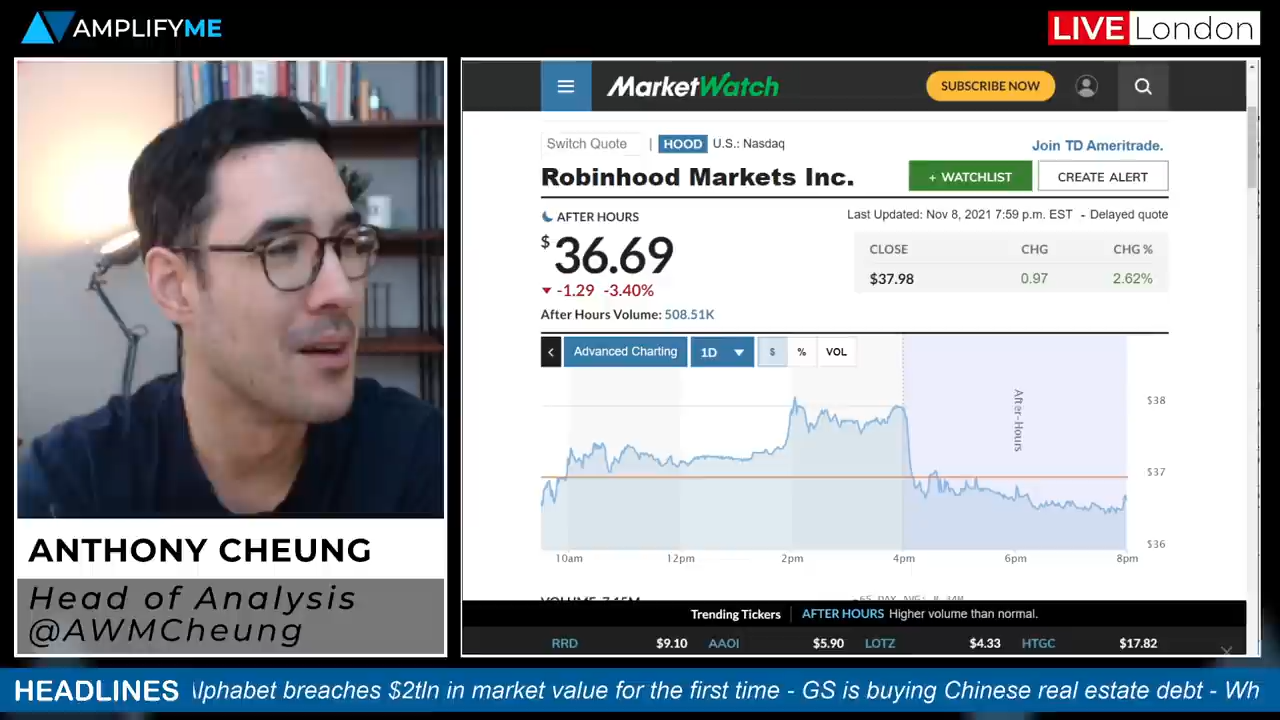 AMPLIFYME
LIVE London
MarketWatch
SUBSCRIBE NOW
Switch Quote | HOOD U.S.: Nasdaq
Join TD Ameritrade.
Robinhood Markets Inc.
+ WATCHLIST
CREATE ALERT
AFTER HOURS
Last Updated: Nov 8, 2021 7:59 p.m. EST - Delayed quote
$36.69
CLOSE CHG CHG %
$37.98 0.97 2.62%
-1.29 -3.40%
After Hours Volume: 508.51K
Advanced Charting 1D $ % VOL
After-Hours
$38
$37
$36
10am 12pm 2pm 4pm 6pm 8pm
Trending Tickers | AFTER HOURS Higher volume than normal.
RRD $9.10 AAOI $5.90 LOTZ $4.33 HTGC $17.82
ANTHONY CHEUNG
Head of Analysis
@AWMCheung
HEADLINES lphabet breaches $2tln in market value for the first time - GS is buying Chinese real estate debt - Wh